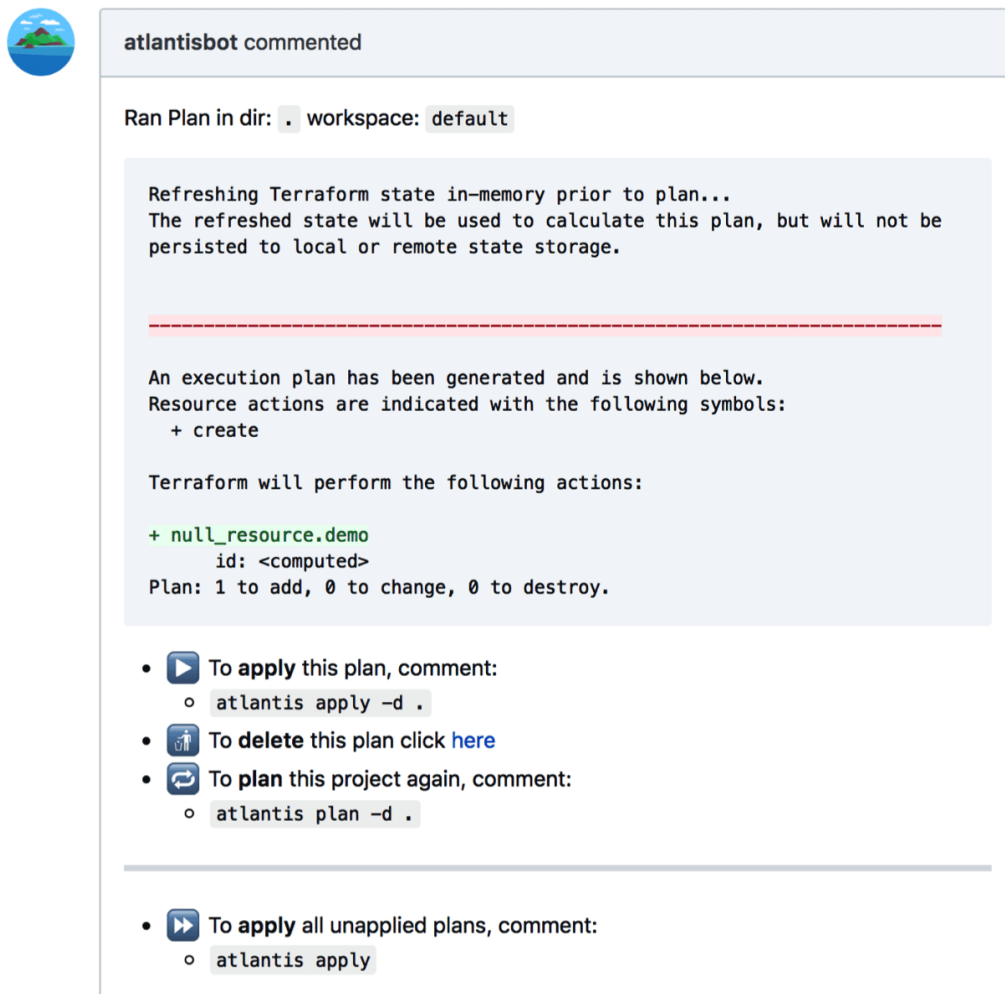 atlantisbot commented
Ran Plan in dir: . workspace: default
Refreshing Terraform state in-memory prior to plan...
The refreshed state will be used to calculate this plan, but will not be
persisted to local or remote state storage.
------------------------------------------------------------------------
An execution plan has been generated and is shown below.
Resource actions are indicated with the following symbols:
+ create
Terraform will perform the following actions:
+ null_resource.demo
id: <computed>
Plan: 1 to add, 0 to change, 0 to destroy.
To apply this plan, comment:
atlantis apply -d .
To delete this plan click here
To plan this project again, comment:
atlantis plan -d .
To apply all unapplied plans, comment:
atlantis apply